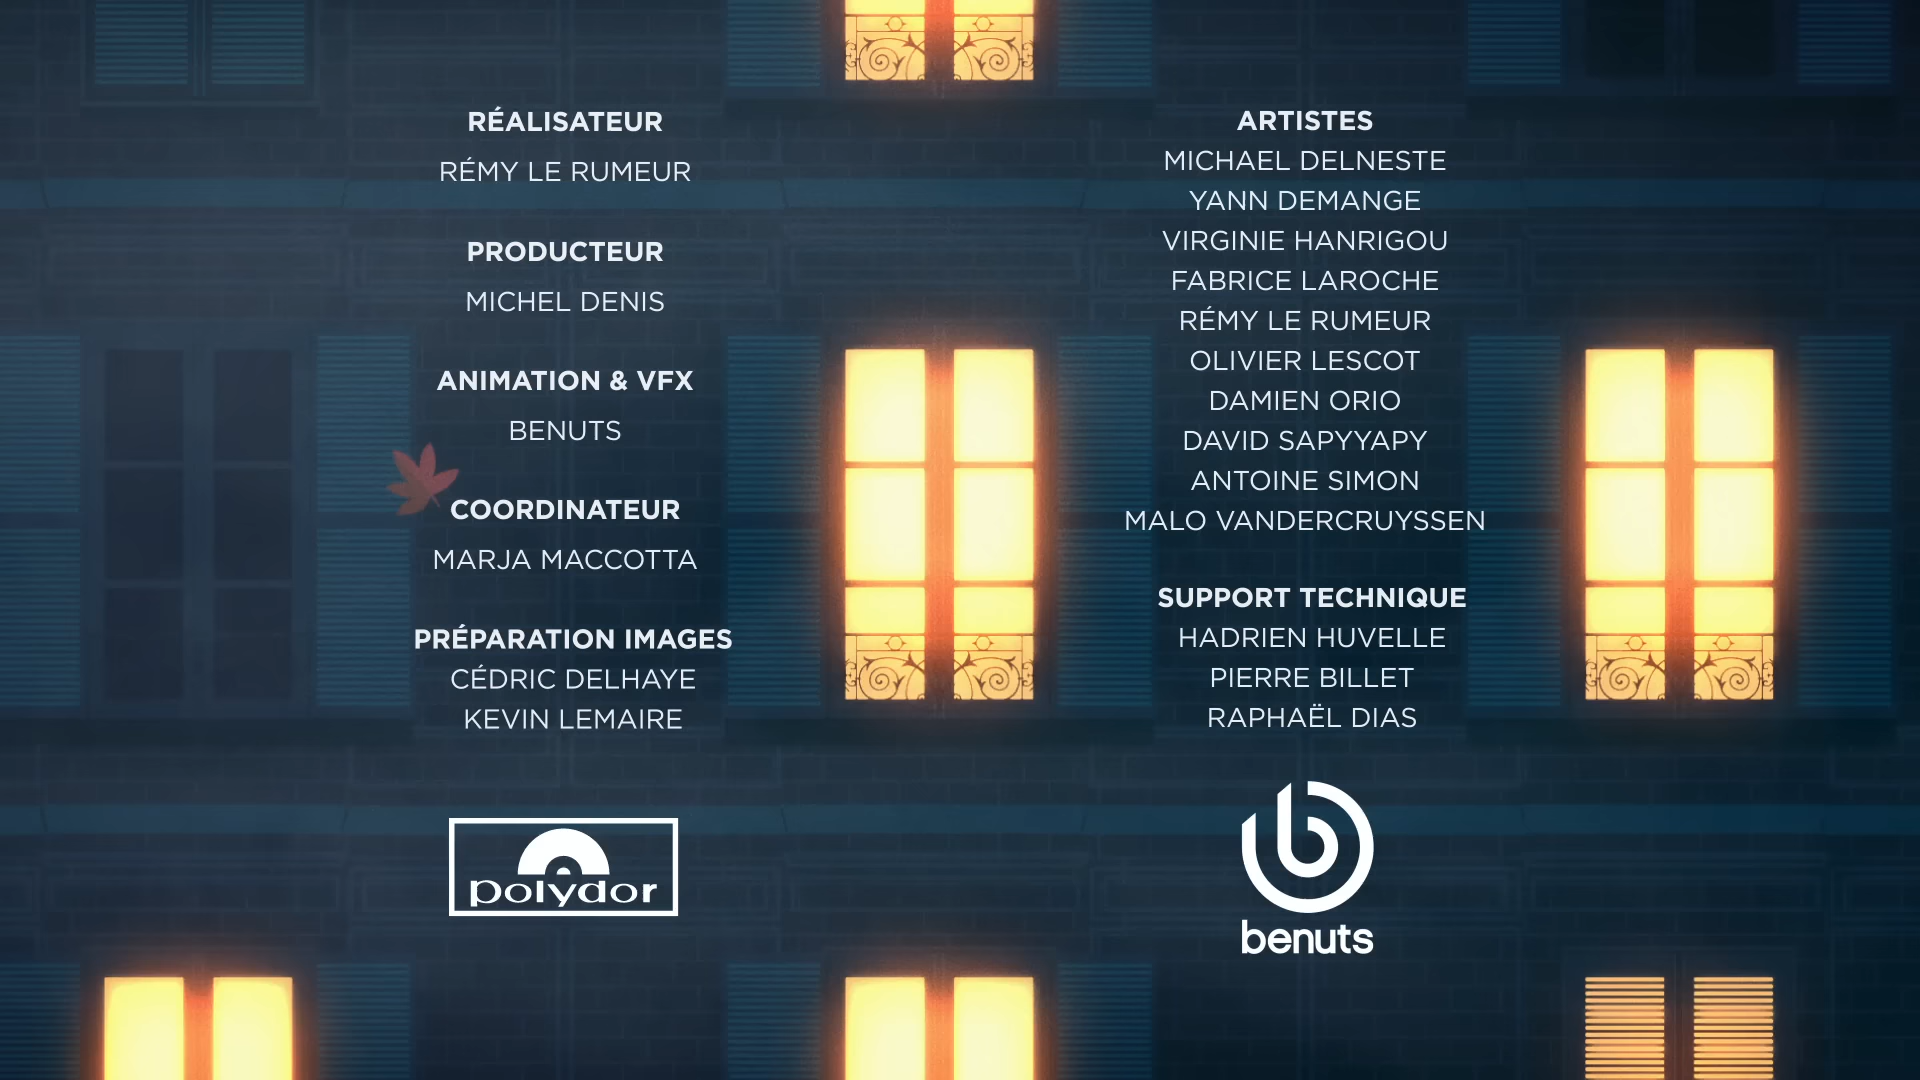 RÉALISATEUR
RÉMY LE RUMEUR
PRODUCTEUR
MICHEL DENIS
ANIMATION & VFX
BENUTS
COORDINATEUR
MARJA MACCOTTA
PRÉPARATION IMAGES
CÉDRIC DELHAYE
KEVIN LEMAIRE
polydor
ARTISTES
MICHAEL DELNESTE
YANN DEMANGE
VIRGINIE HANRIGOU
FABRICE LAROCHE
RÉMY LE RUMEUR
OLIVIER LESCOT
DAMIEN ORIO
DAVID SAPYYAPY
ANTOINE SIMON
MALO VANDERCRUYSSEN
SUPPORT TECHNIQUE
HADRIEN HUVELLE
PIERRE BILLET
RAPHAËL DIAS
benuts